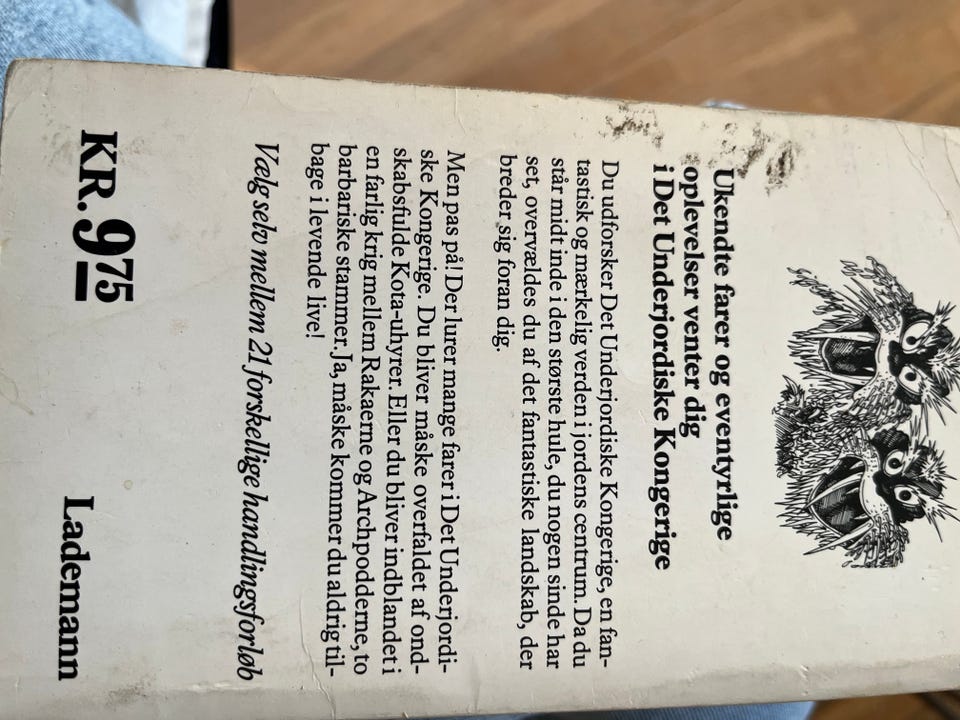 Ukendte farer og eventyrlige
oplevelser venter dig
i Det Underjordiske Kongerige
Du udforsker Det Underjordiske Kongerige, en fan-
tastisk og mærkelig verden i jordens centrum. Da du
står midt inde i den største hule, du nogen sinde har
set, overvældes du af det fantastiske landskab, der
breder sig foran dig.
Men pas på! Der lurer mange farer i Det Underjordi-
ske Kongerige. Du bliver måske overfaldet af ond-
skabsfulde Kota-uhyrer. Eller du bliver indblandet i
en farlig krig mellem Rakaerne og Archpodderne, to
barbariske stammer. Ja, måske kommer du aldrig til-
bage i levende live!
Vælg selv mellem 21 forskellige handlingsforløb
KR. 975 Lademann